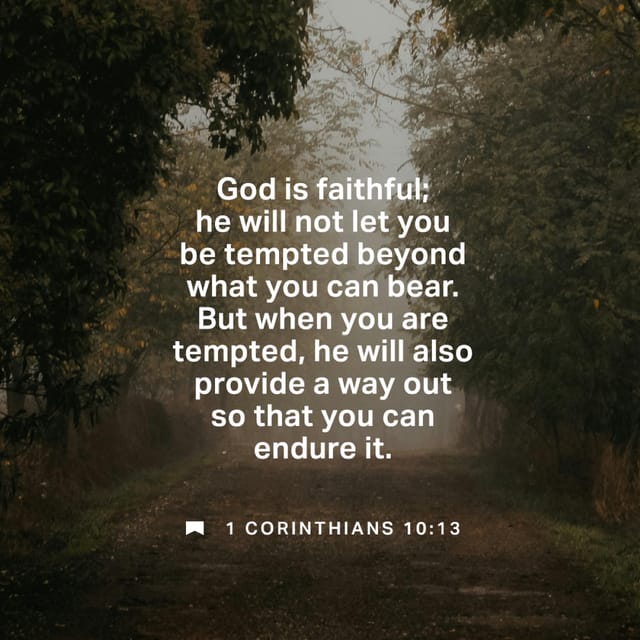 God is faithful;
he will not let you
be tempted beyond
what you can bear.
But when you are
tempted, he will also
provide a way out
so that you can
endure it.
1 CORINTHIANS 10:13